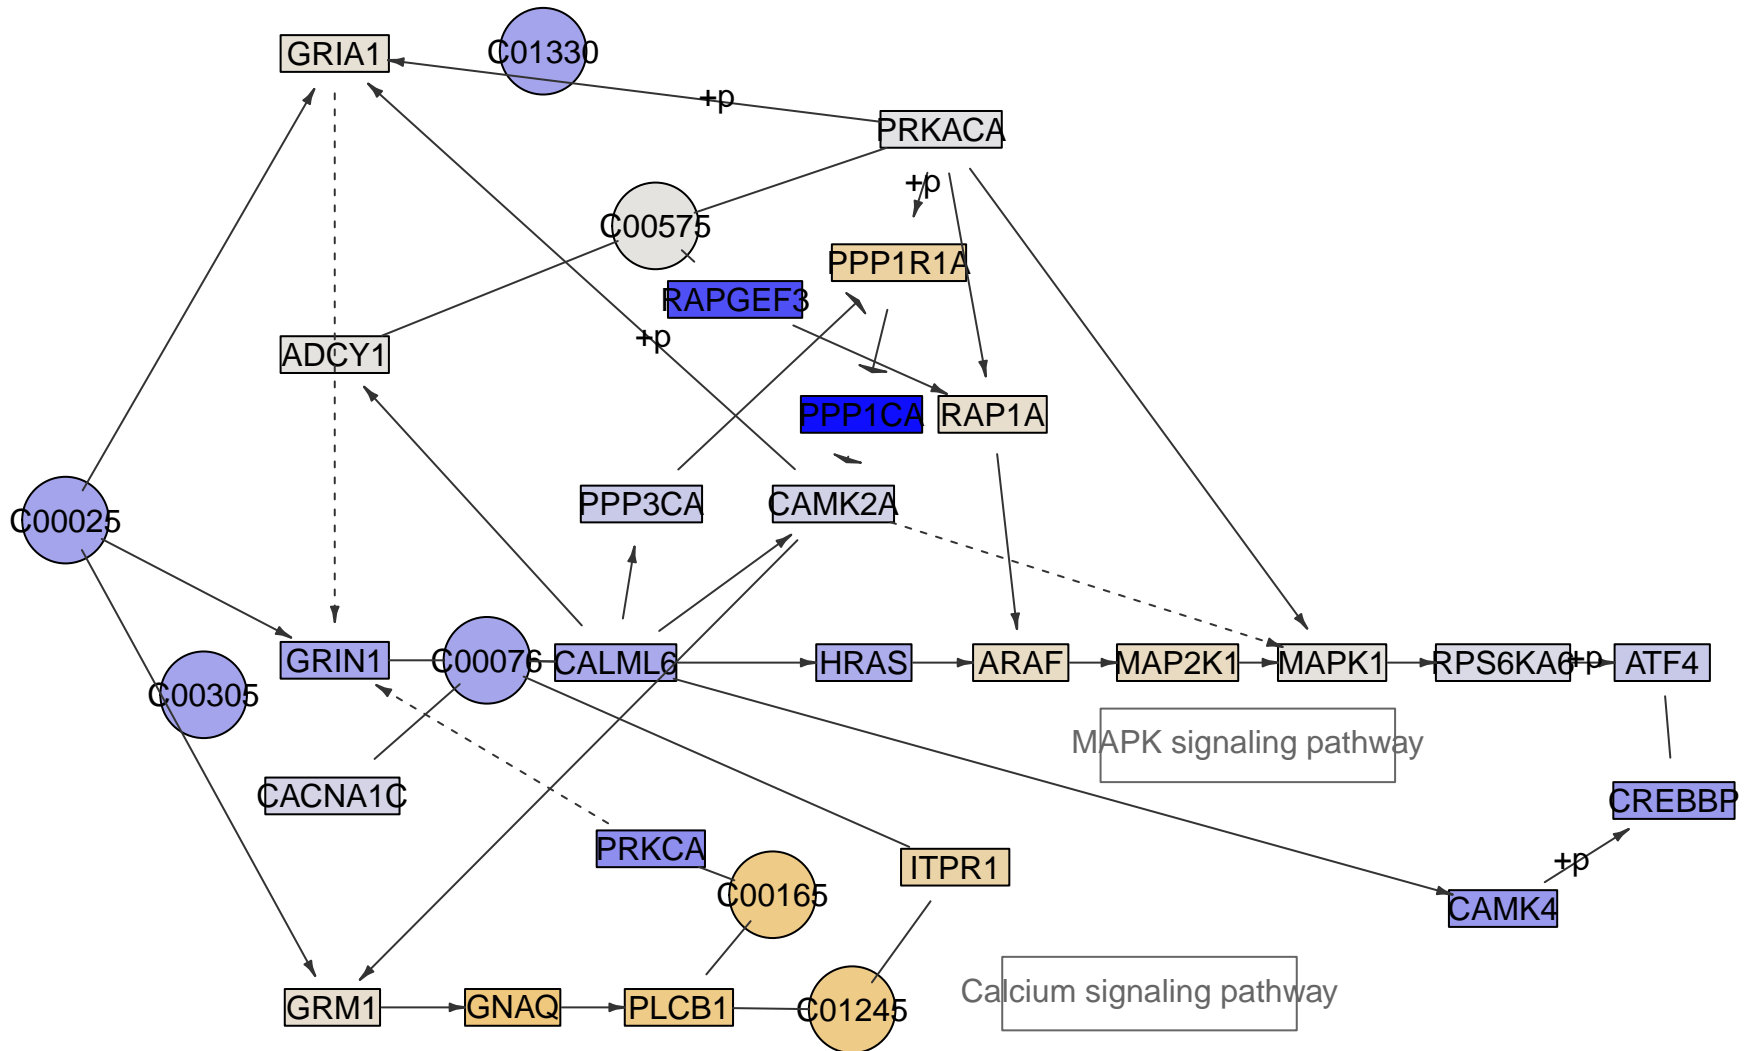 GRIA1
C01330
+p
PRKACA
+p
C00575
PPP1R1A
RAPGEF3
+p
ADCY1
PPP1CA
RAP1A
PPP3CA
CAMK2A
C00025
GRIN1
C00076
CALML6
HRAS
ARAF
MAP2K1
MAPK1
RPS6KA6
+p
ATF4
C00305
MAPK signaling pathway
CACNA1C
CREBBP
PRKCA
ITPR1
+p
C00165
CAMK4
Calcium signaling pathway
GRM1
GNAQ
PLCB1
C01245